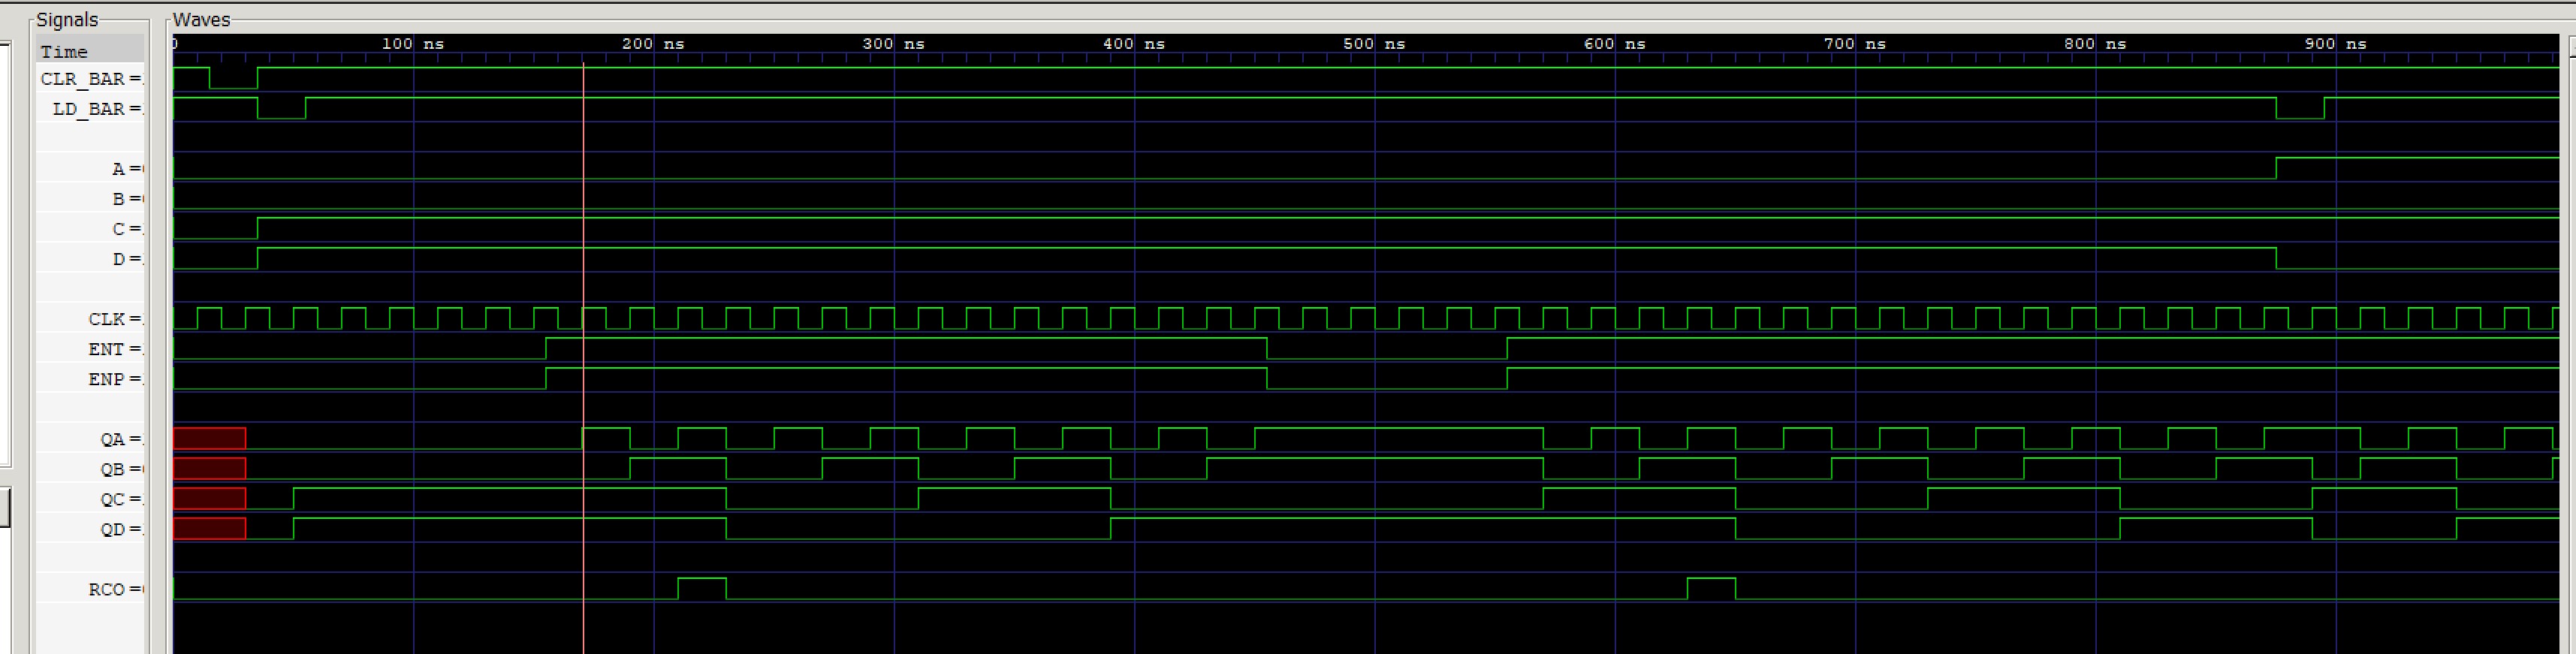 Signals
Waves
Time
0 100 ns 200 ns 300 ns 400 ns 500 ns 600 ns 700 ns 800 ns 900 ns
CLR_BAR =
LD_BAR =
A =
B =
C =
D =
CLK =
ENT =
ENP =
QA =
QB =
QC =
QD =
RCO =